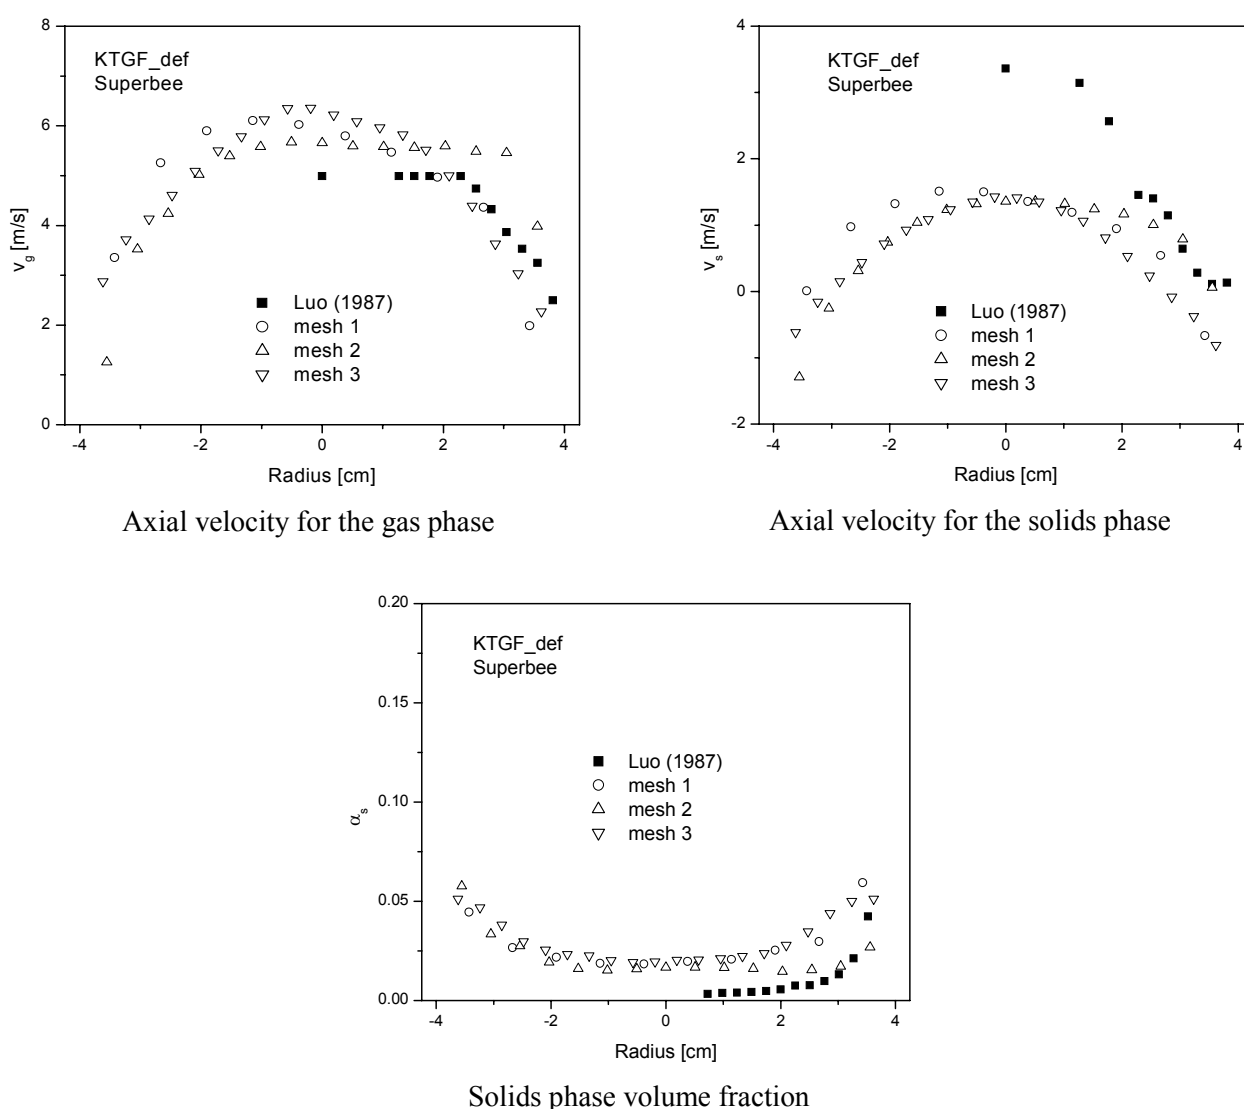 KTGF_def
Superbee
8
6
4
2
0
v_g [m/s]
Luo (1987)
mesh 1
mesh 2
mesh 3
-4 -2 0 2 4
Radius [cm]
Axial velocity for the gas phase
KTGF_def
Superbee
4
2
0
-2
v_s [m/s]
Luo (1987)
mesh 1
mesh 2
mesh 3
-4 -2 0 2 4
Radius [cm]
Axial velocity for the solids phase
KTGF_def
Superbee
0.20
0.15
0.10
0.05
0.00
α_s
Luo (1987)
mesh 1
mesh 2
mesh 3
-4 -2 0 2 4
Radius [cm]
Solids phase volume fraction